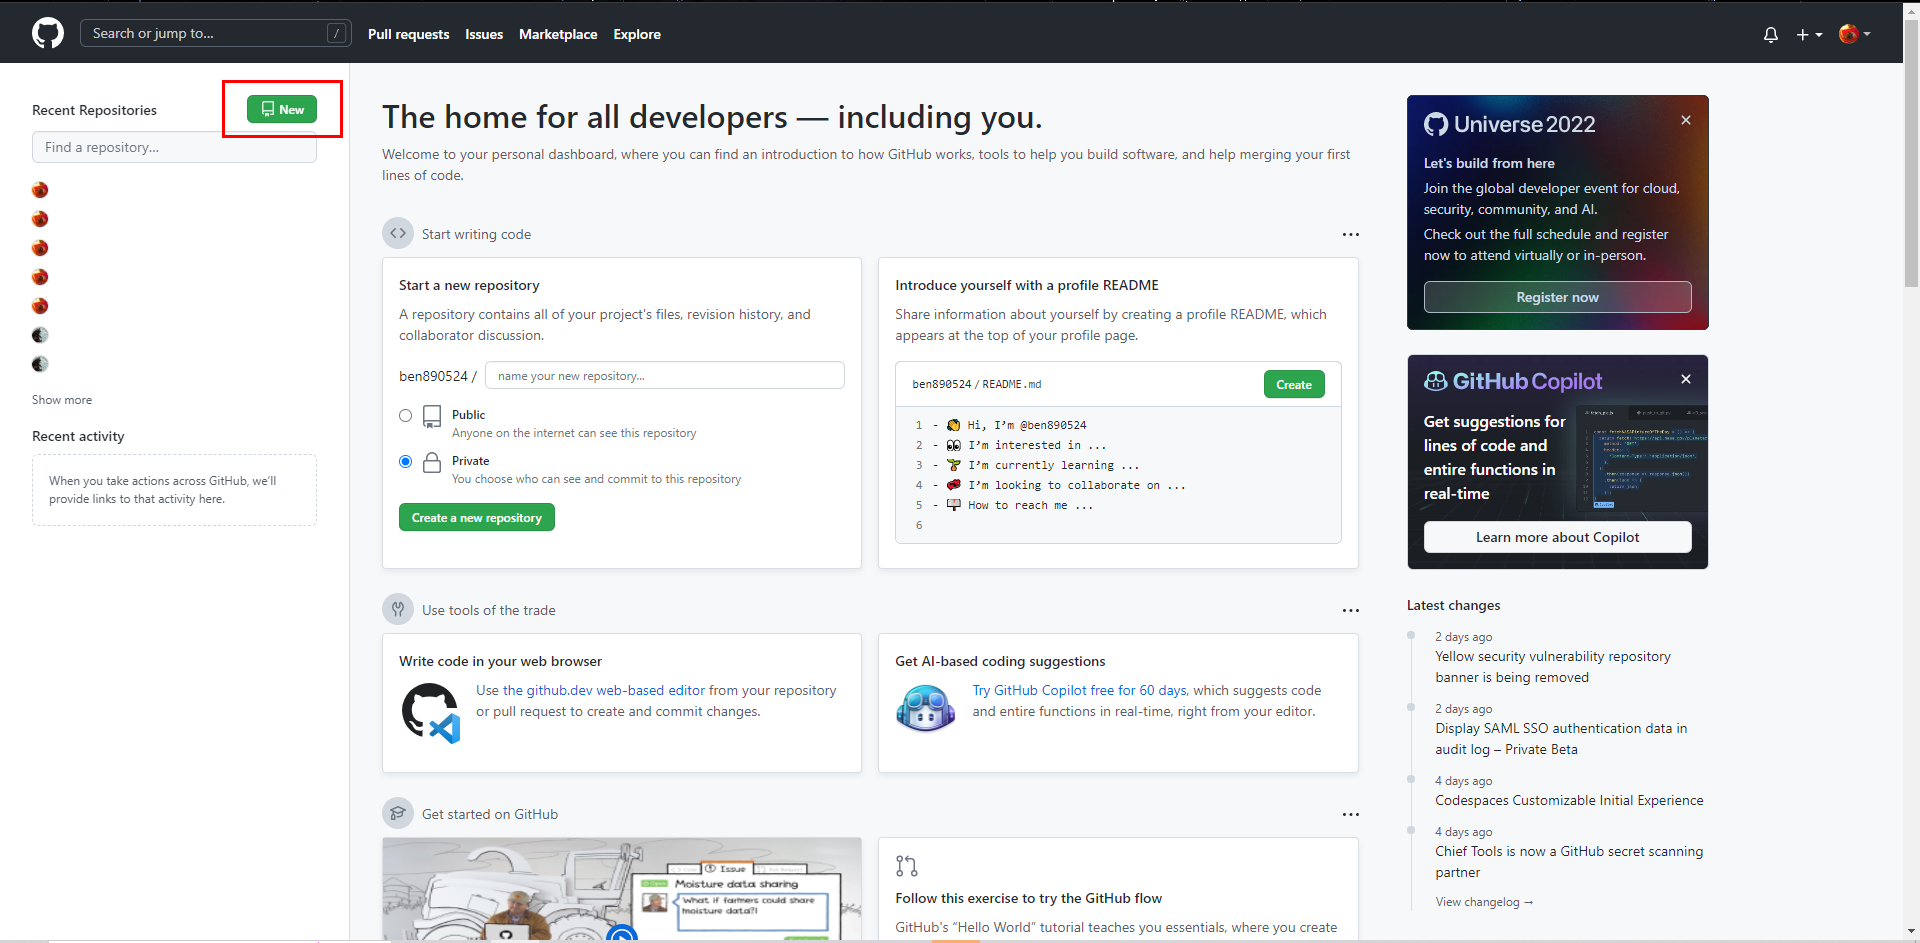 Search or jump to... /
Pull requests Issues Marketplace Explore
Recent Repositories
New
Find a repository...
Show more
Recent activity
When you take actions across GitHub, we'll
provide links to that activity here.
The home for all developers — including you.
Welcome to your personal dashboard, where you can find an introduction to how GitHub works, tools to help you build software, and help merging your first
lines of code.
Start writing code
Start a new repository
A repository contains all of your project's files, revision history, and
collaborator discussion.
ben890524 / name your new repository...
Public
Anyone on the internet can see this repository
Private
You choose who can see and commit to this repository
Create a new repository
Introduce yourself with a profile README
Share information about yourself by creating a profile README, which
appears at the top of your profile page.
ben890524 / README.md
Create
1 - 👋 Hi, I'm @ben890524
2 - 👀 I'm interested in ...
3 - 🌱 I'm currently learning ...
4 - 💞️ I'm looking to collaborate on ...
5 - 📫 How to reach me ...
6
Use tools of the trade
Write code in your web browser
Use the github.dev web-based editor from your repository
or pull request to create and commit changes.
Get AI-based coding suggestions
Try GitHub Copilot free for 60 days, which suggests code
and entire functions in real-time, right from your editor.
Get started on GitHub
Issue
Open
Moisture data sharing
What if farmers could share
moisture data?!
Follow this exercise to try the GitHub flow
GitHub's "Hello World" tutorial teaches you essentials, where you create
Universe 2022
Let's build from here
Join the global developer event for cloud,
security, community, and AI.
Check out the full schedule and register
now to attend virtually or in-person.
Register now
GitHub Copilot
Get suggestions for
lines of code and
entire functions in
real-time
Learn more about Copilot
Latest changes
2 days ago
Yellow security vulnerability repository
banner is being removed
2 days ago
Display SAML SSO authentication data in
audit log – Private Beta
4 days ago
Codespaces Customizable Initial Experience
4 days ago
Chief Tools is now a GitHub secret scanning
partner
View changelog →